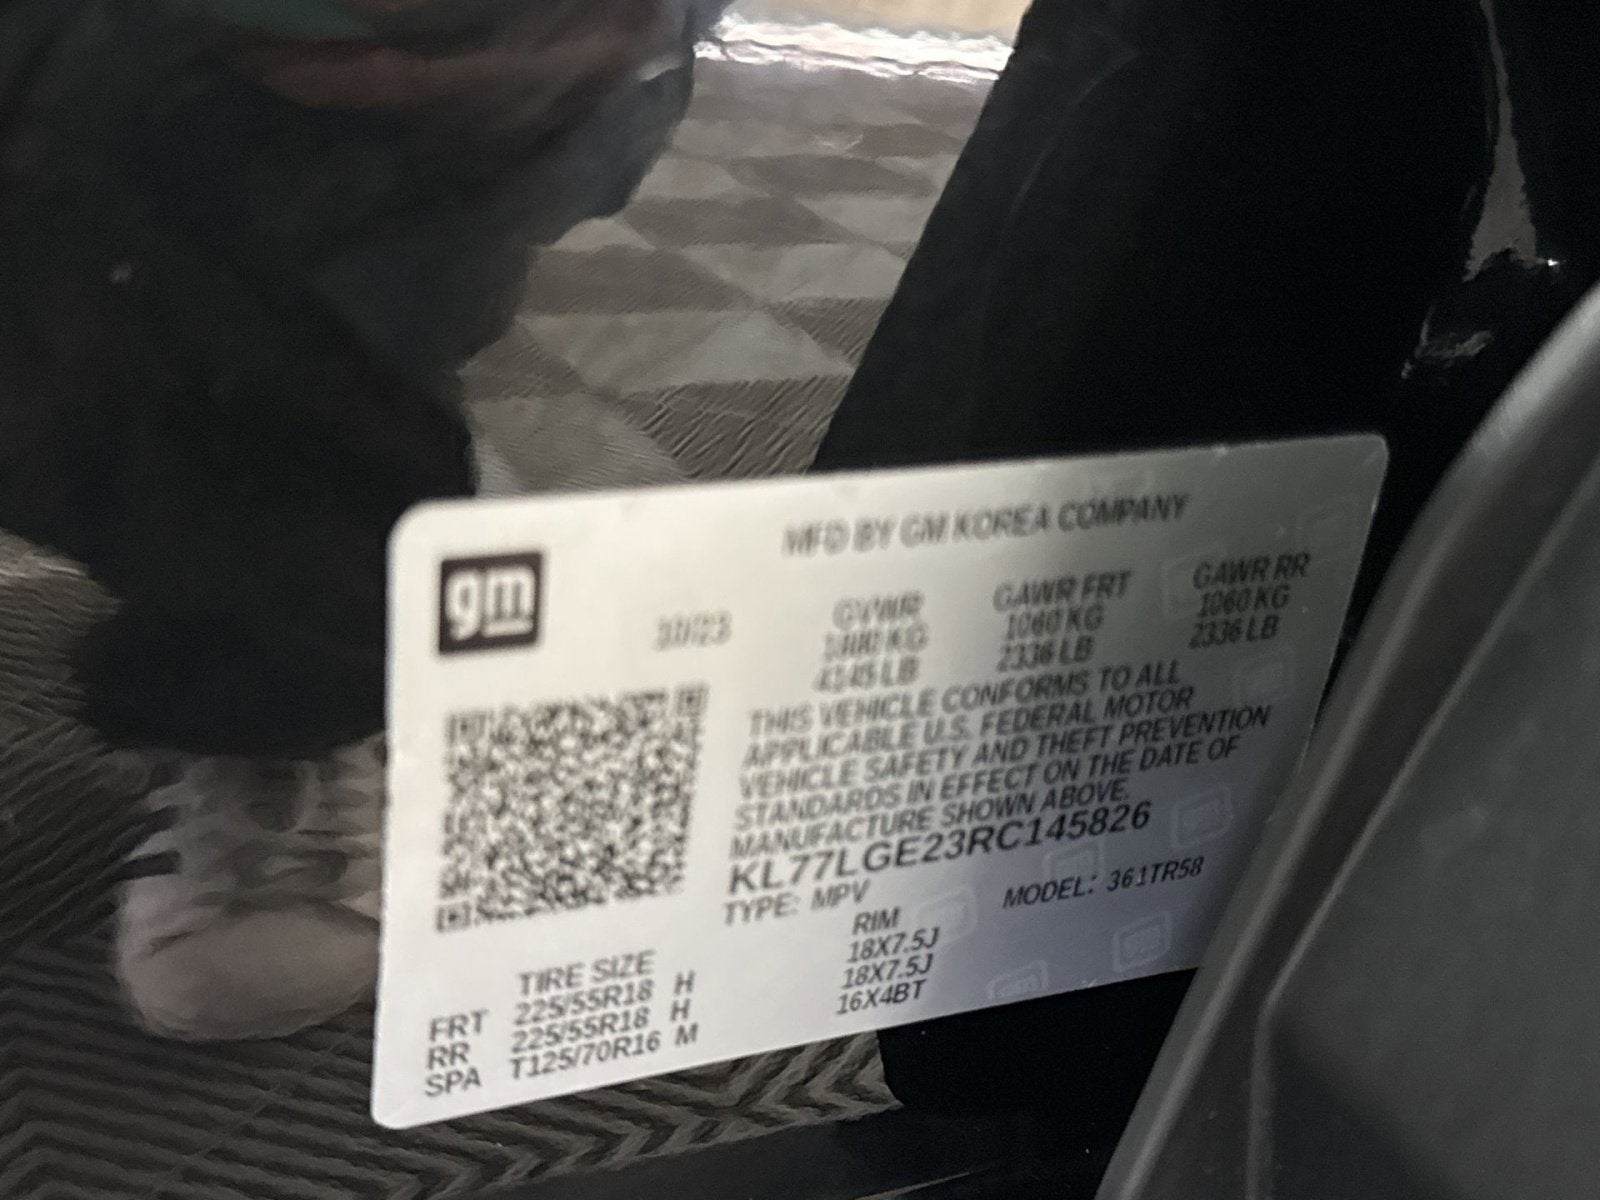 gm
MFD BY GM KOREA COMPANY
10/23
GVWR GAWR FRT GAWR RR
KG 1060 KG 1060 KG
4145 LB 2336 LB 2336 LB
THIS VEHICLE CONFORMS TO ALL
APPLICABLE U.S. FEDERAL MOTOR
VEHICLE SAFETY AND THEFT PREVENTION
STANDARDS IN EFFECT ON THE DATE OF
MANUFACTURE SHOWN ABOVE.
KL77LGE23RC145826
TYPE: MPV MODEL: 361TR58
TIRE SIZE RIM
FRT 225/55R18 H 18X7.5J
RR 225/55R18 H 18X7.5J
SPA T125/70R16 M 16X4BT